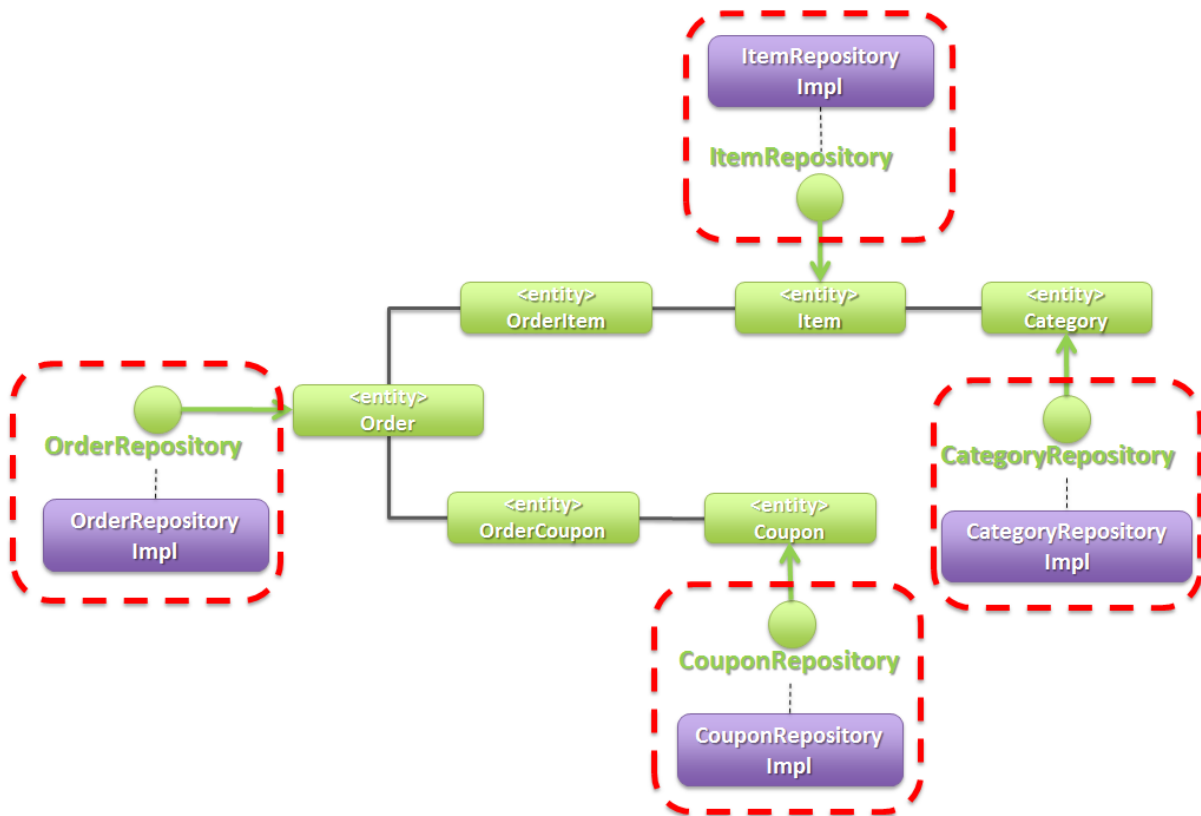 ItemRepository
Impl
ItemRepository
<entity>
OrderItem
<entity>
Item
<entity>
Category
<entity>
Order
OrderRepository
OrderRepository
Impl
CategoryRepository
CategoryRepository
Impl
<entity>
OrderCoupon
<entity>
Coupon
CouponRepository
CouponRepository
Impl